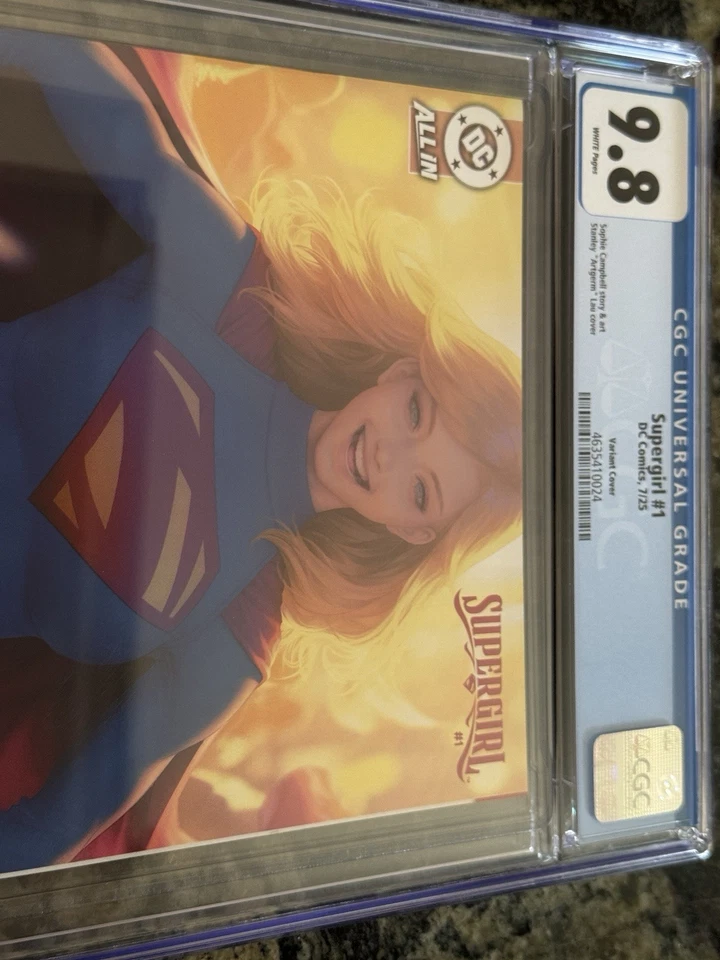 CGC UNIVERSAL GRADE
9.8
WHITE Pages
Supergirl #1
DC Comics, 7/25
Variant Cover
4635410024
Sophie Campbell story & art
Stanley "Artgerm" Lau cover
CGC
CGC
DC
ALL IN
SUPERGIRL
#1